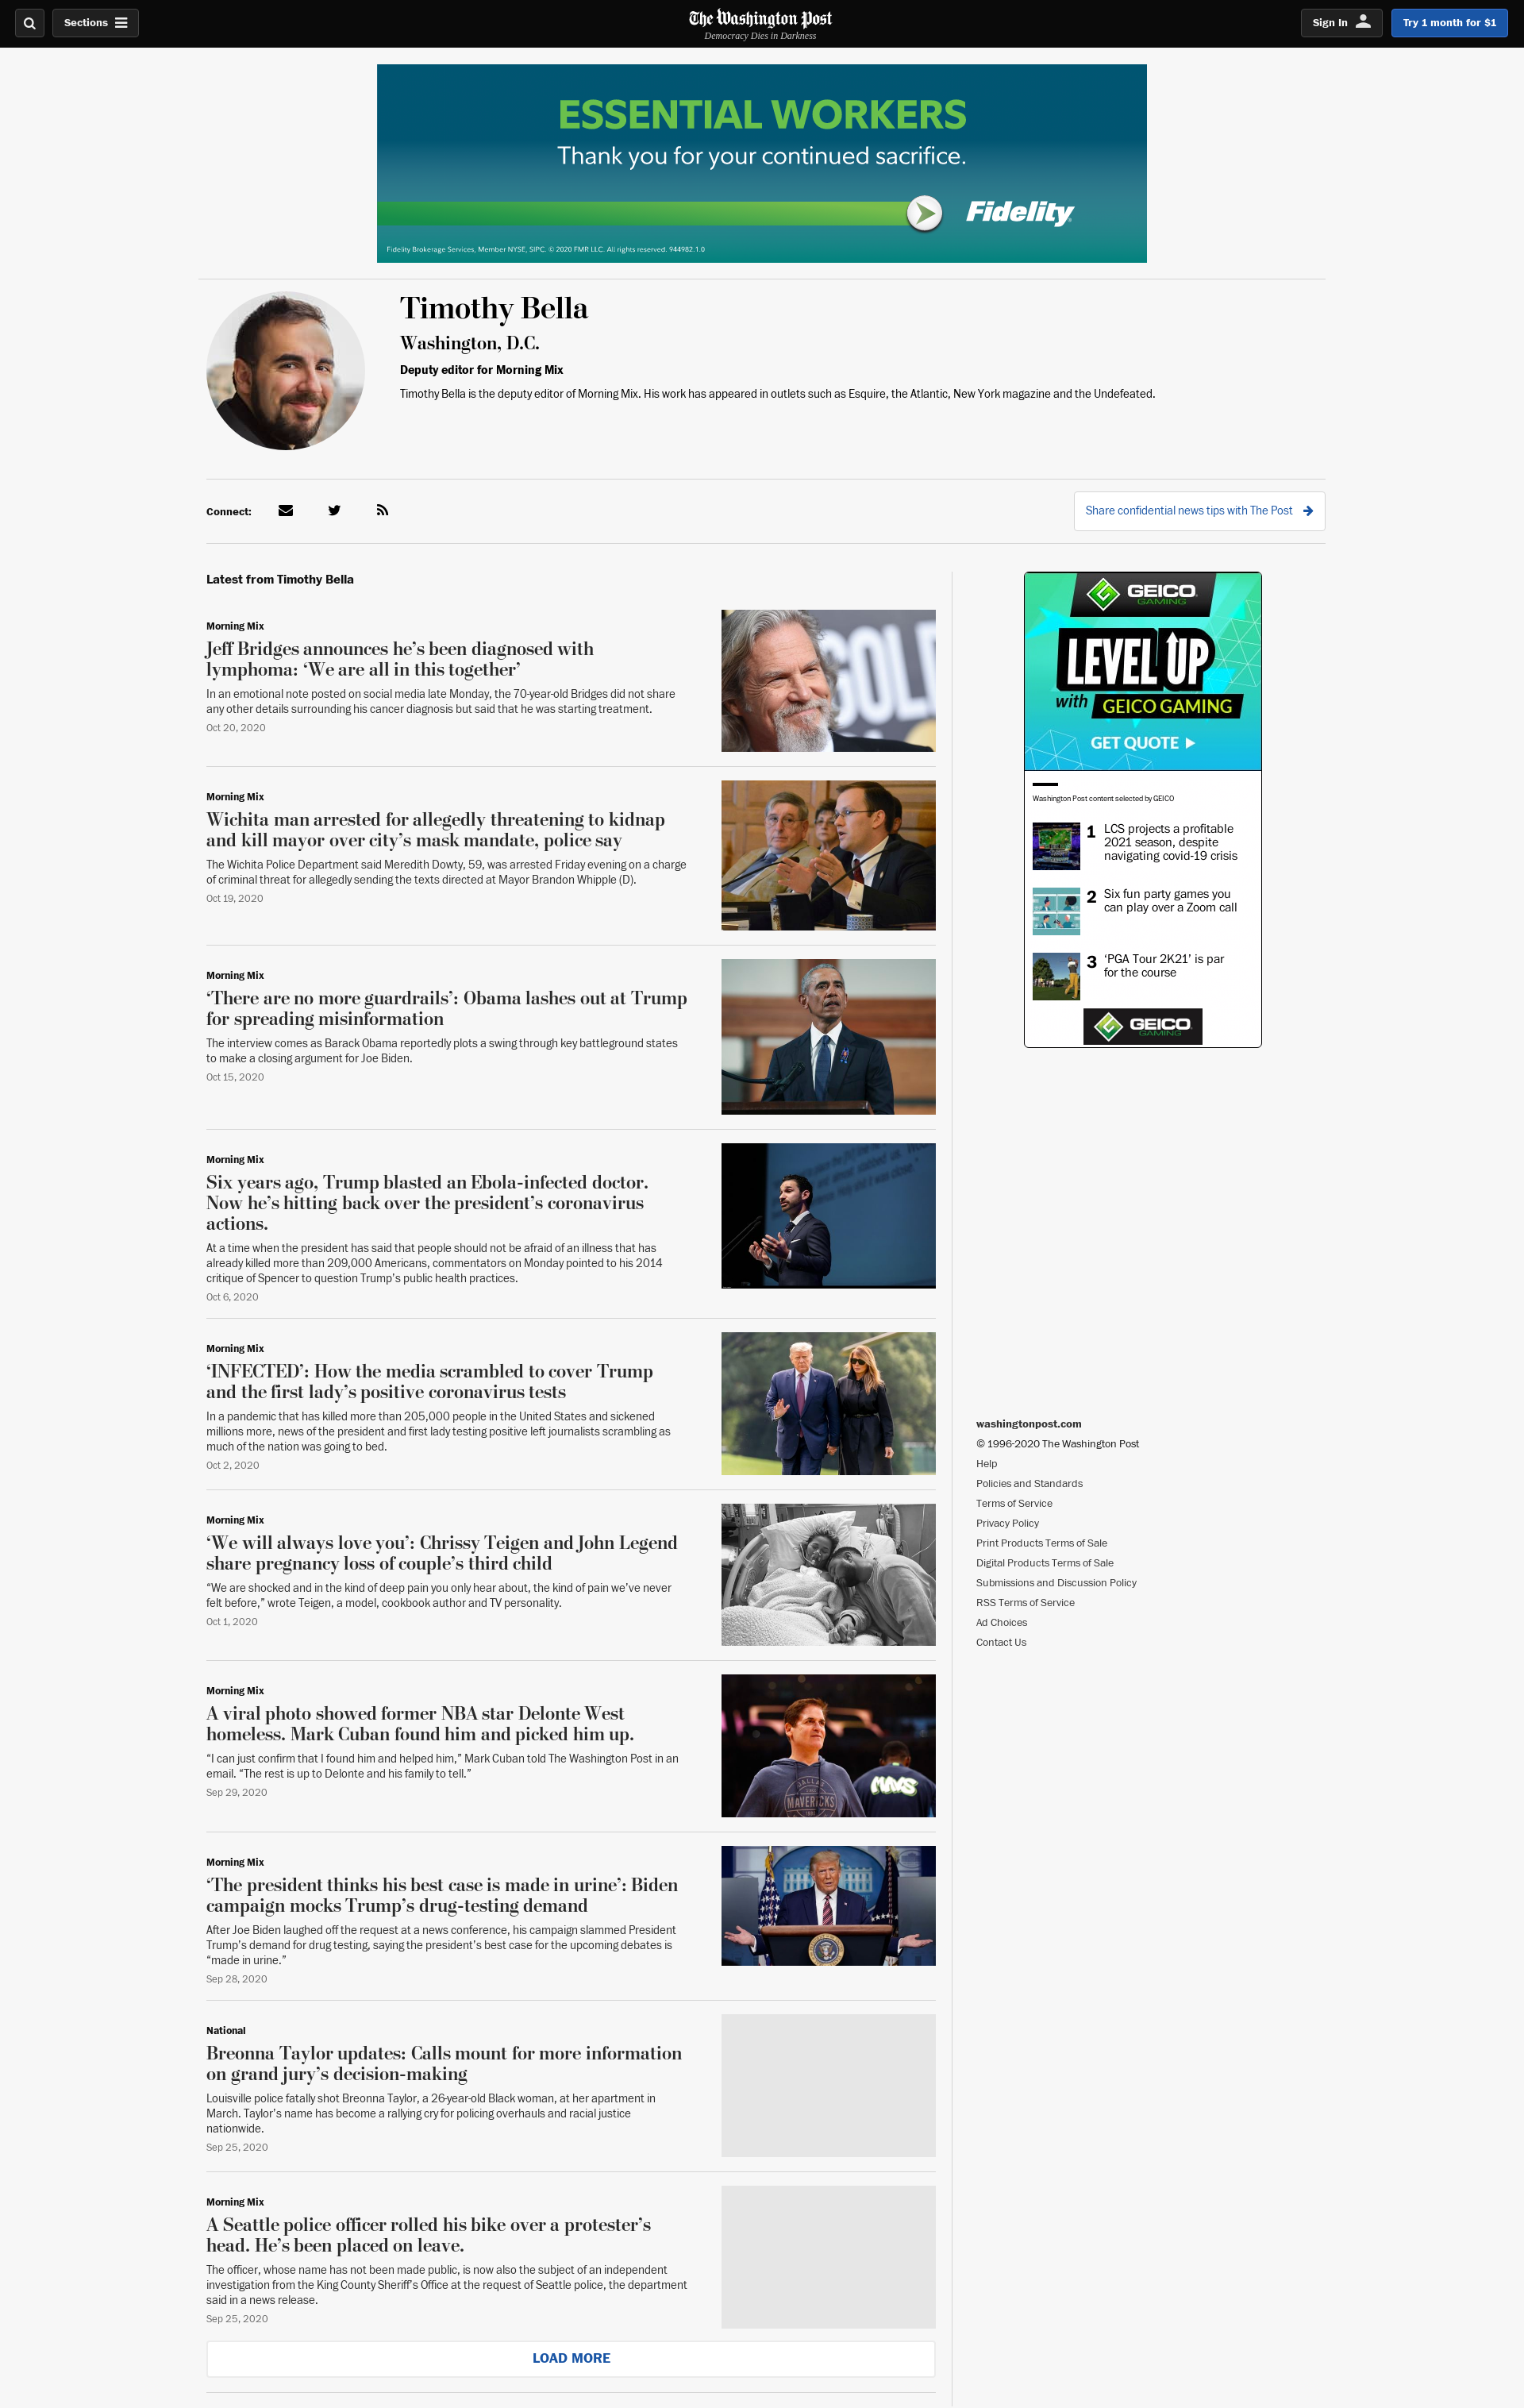 Sections
The Washington Post
Democracy Dies in Darkness
Sign In
Try 1 month for $1
ESSENTIAL WORKERS
Thank you for your continued sacrifice.
Fidelity
Fidelity Brokerage Services, Member NYSE, SIPC. © 2020 FMR LLC. All rights reserved. 944982.1.0
Timothy Bella
Washington, D.C.
Deputy editor for Morning Mix
Timothy Bella is the deputy editor of Morning Mix. His work has appeared in outlets such as Esquire, the Atlantic, New York magazine and the Undefeated.
Connect:
Share confidential news tips with The Post
Latest from Timothy Bella
Morning Mix
Jeff Bridges announces he’s been diagnosed with
lymphoma: ‘We are all in this together’
In an emotional note posted on social media late Monday, the 70-year-old Bridges did not share
any other details surrounding his cancer diagnosis but said that he was starting treatment.
Oct 20, 2020
Morning Mix
Wichita man arrested for allegedly threatening to kidnap
and kill mayor over city’s mask mandate, police say
The Wichita Police Department said Meredith Dowty, 59, was arrested Friday evening on a charge
of criminal threat for allegedly sending the texts directed at Mayor Brandon Whipple (D).
Oct 19, 2020
Morning Mix
‘There are no more guardrails’: Obama lashes out at Trump
for spreading misinformation
The interview comes as Barack Obama reportedly plots a swing through key battleground states
to make a closing argument for Joe Biden.
Oct 15, 2020
Morning Mix
Six years ago, Trump blasted an Ebola-infected doctor.
Now he’s hitting back over the president’s coronavirus
actions.
At a time when the president has said that people should not be afraid of an illness that has
already killed more than 209,000 Americans, commentators on Monday pointed to his 2014
critique of Spencer to question Trump’s public health practices.
Oct 6, 2020
Morning Mix
‘INFECTED’: How the media scrambled to cover Trump
and the first lady’s positive coronavirus tests
In a pandemic that has killed more than 205,000 people in the United States and sickened
millions more, news of the president and first lady testing positive left journalists scrambling as
much of the nation was going to bed.
Oct 2, 2020
Morning Mix
‘We will always love you’: Chrissy Teigen and John Legend
share pregnancy loss of couple’s third child
“We are shocked and in the kind of deep pain you only hear about, the kind of pain we’ve never
felt before,” wrote Teigen, a model, cookbook author and TV personality.
Oct 1, 2020
Morning Mix
A viral photo showed former NBA star Delonte West
homeless. Mark Cuban found him and picked him up.
“I can just confirm that I found him and helped him,” Mark Cuban told The Washington Post in an
email. “The rest is up to Delonte and his family to tell.”
Sep 29, 2020
DALLAS
MAVERICKS
MAVS
Morning Mix
‘The president thinks his best case is made in urine’: Biden
campaign mocks Trump’s drug-testing demand
After Joe Biden laughed off the request at a news conference, his campaign slammed President
Trump’s demand for drug testing, saying the president’s best case for the upcoming debates is
“made in urine.”
Sep 28, 2020
National
Breonna Taylor updates: Calls mount for more information
on grand jury’s decision-making
Louisville police fatally shot Breonna Taylor, a 26-year-old Black woman, at her apartment in
March. Taylor’s name has become a rallying cry for policing overhauls and racial justice
nationwide.
Sep 25, 2020
Morning Mix
A Seattle police officer rolled his bike over a protester’s
head. He’s been placed on leave.
The officer, whose name has not been made public, is now also the subject of an independent
investigation from the King County Sheriff’s Office at the request of Seattle police, the department
said in a news release.
Sep 25, 2020
LOAD MORE
GEICO
GAMING
LEVEL UP
with GEICO GAMING
GET QUOTE
Washington Post content selected by GEICO
1 LCS projects a profitable
2021 season, despite
navigating covid-19 crisis
2 Six fun party games you
can play over a Zoom call
3 ‘PGA Tour 2K21’ is par
for the course
GEICO
GAMING
washingtonpost.com
© 1996-2020 The Washington Post
Help
Policies and Standards
Terms of Service
Privacy Policy
Print Products Terms of Sale
Digital Products Terms of Sale
Submissions and Discussion Policy
RSS Terms of Service
Ad Choices
Contact Us